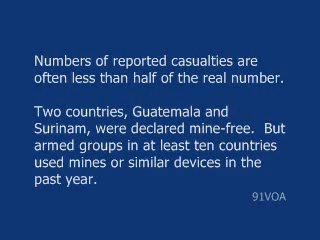 Numbers of reported casualties are
often less than half of the real number.
Two countries, Guatemala and
Surinam, were declared mine-free.  But
armed groups in at least ten countries
used mines or similar devices in the
past year.
91VOA